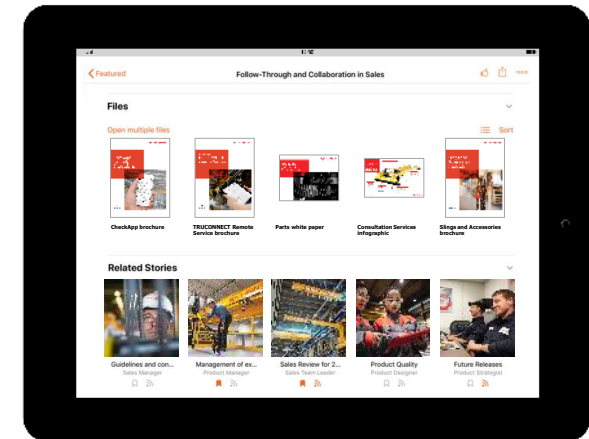 Featured
Follow-Through and Collaboration in Sales
Files
Open multiple files
Sort
CheckApp brochure
TRUCONNECT Remote
Service brochure
Parts white paper
Consultation Services
infographic
Slings and Accessories
brochure
Related Stories
Guidelines and con...
Sales Manager
Management of ex...
Product Manager
Sales Review for 2...
Sales Team Leader
Product Quality
Product Designer
Future Releases
Product Strategist